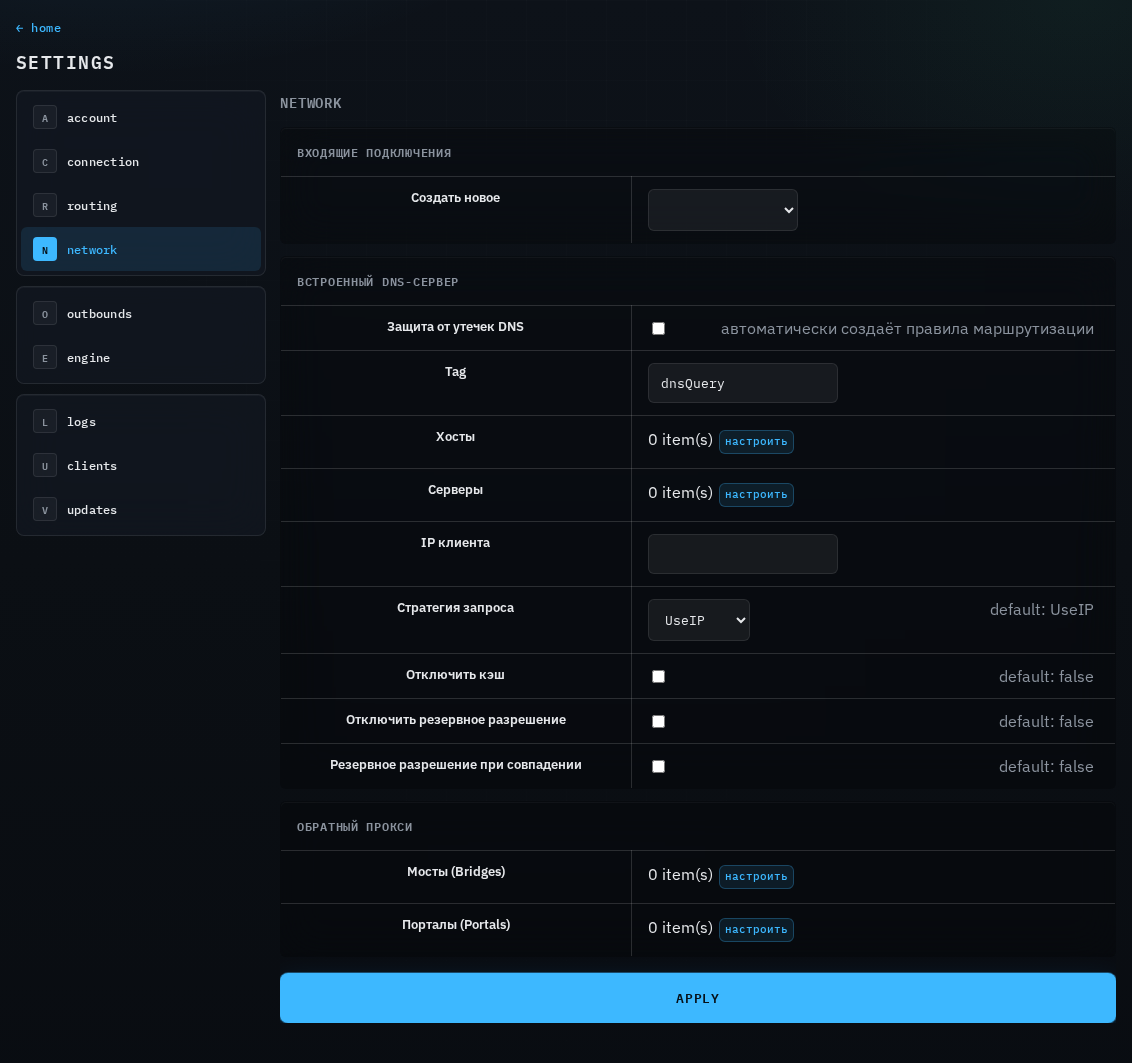 ← home
SETTINGS
A account
C connection
R routing
N network
O outbounds
E engine
L logs
U clients
V updates
NETWORK
ВХОДЯЩИЕ ПОДКЛЮЧЕНИЯ
Создать новое
ВСТРОЕННЫЙ DNS-СЕРВЕР
Защита от утечек DNS автоматически создаёт правила маршрутизации
Tag dnsQuery
Хосты 0 item(s) настроить
Серверы 0 item(s) настроить
IP клиента
Стратегия запроса UseIP default: UseIP
Отключить кэш default: false
Отключить резервное разрешение default: false
Резервное разрешение при совпадении default: false
ОБРАТНЫЙ ПРОКСИ
Мосты (Bridges) 0 item(s) настроить
Порталы (Portals) 0 item(s) настроить
APPLY